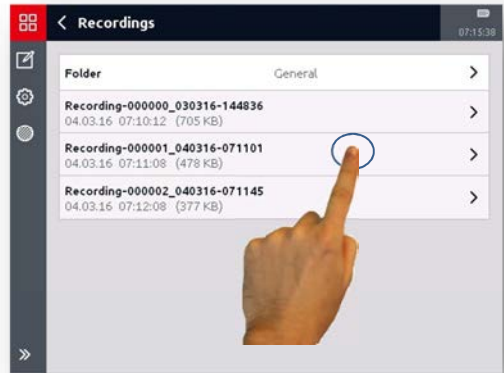 Recordings
07:15:38
Folder General
Recording-000000_030316-144836
04.03.16 07:10:12 (705 KB)
Recording-000001_040316-071101
04.03.16 07:11:08 (478 KB)
Recording-000002_040316-071145
04.03.16 07:12:08 (377 KB)